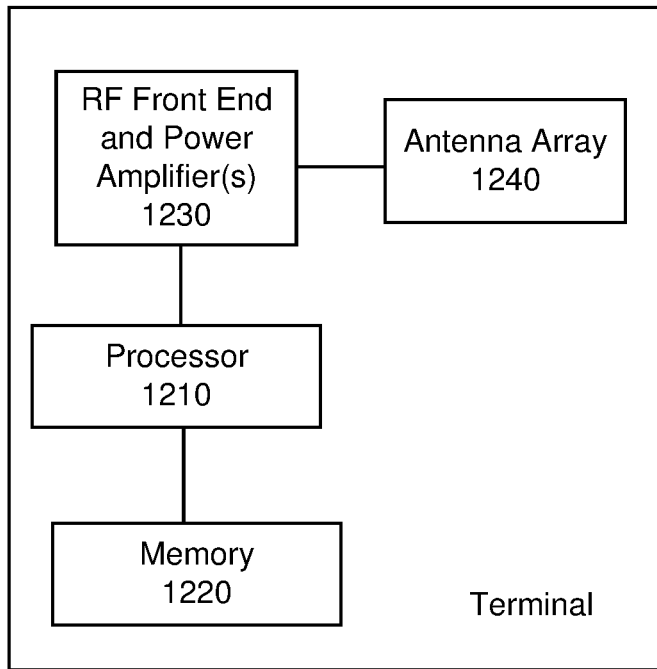 RF Front End
and Power
Amplifier(s)
1230
Antenna Array
1240
Processor
1210
Memory
1220
Terminal